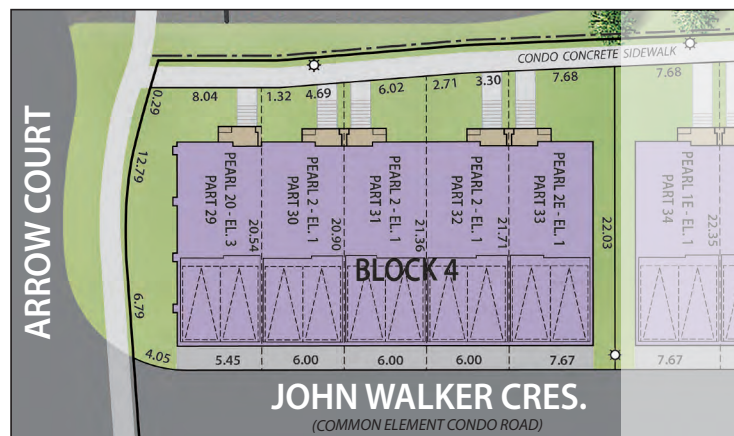 CONDO CONCRETE SIDEWALK
8.04 1.32 4.69 6.02 2.71 3.30 7.68 7.68
0.29
12.79
6.79
4.05
ARROW COURT
PEARL 20 - EL. 3
PART 29
20.54
PEARL 2 - EL. 1
PART 30
20.90
PEARL 2 - EL. 1
PART 31
21.36
PEARL 2 - EL. 1
PART 32
21.71
PEARL 2E - EL. 1
PART 33
22.03
PEARL 1E - EL. 1
PART 34
22.35
BLOCK 4
5.45 6.00 6.00 6.00 7.67 7.67
JOHN WALKER CRES.
(COMMON ELEMENT CONDO ROAD)